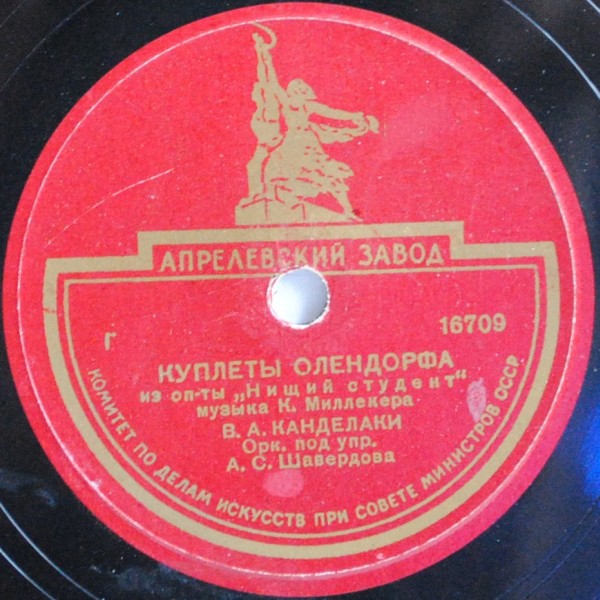 АПРЕЛЕВСКИЙ ЗАВОД
Г 16709
КУПЛЕТЫ ОЛЕНДОРФА
из оп-ты „Нищий студент“
музыка К. Миллекера
В. А. КАНДЕЛАКИ
Орк. под упр.
А. С. Шавердова
КОМИТЕТ ПО ДЕЛАМ ИСКУССТВ ПРИ СОВЕТЕ МИНИСТРОВ СССР